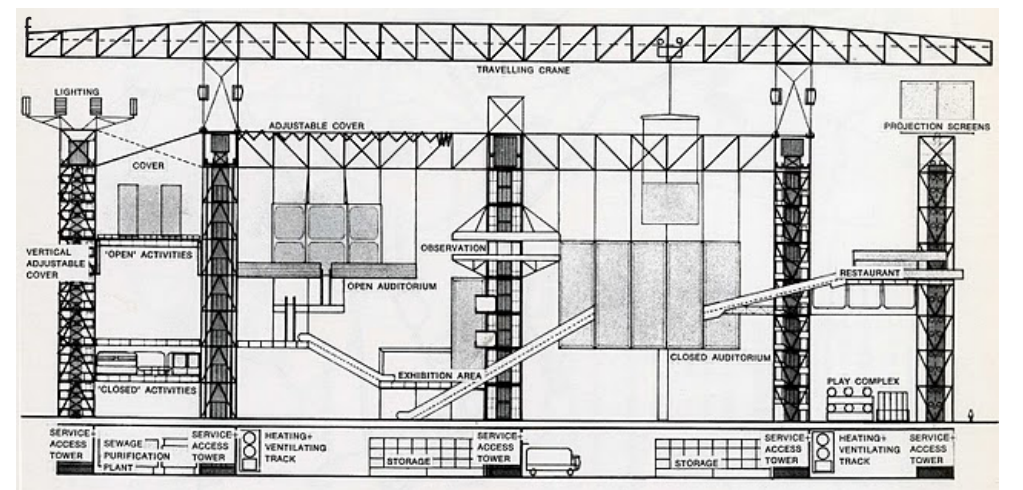 TRAVELLING CRANE
LIGHTING
ADJUSTABLE COVER
PROJECTION SCREENS
COVER
VERTICAL
ADJUSTABLE
COVER
'OPEN' ACTIVITIES
OBSERVATION
OPEN AUDITORIUM
RESTAURANT
CLOSED AUDITORIUM
EXHIBITION AREA
'CLOSED' ACTIVITIES
PLAY COMPLEX
SERVICE+
ACCESS
TOWER
SEWAGE
PURIFICATION
PLANT
SERVICE+
ACCESS
TOWER
HEATING+
VENTILATING
TRACK
STORAGE
SERVICE+
ACCESS
TOWER
STORAGE
SERVICE+
ACCESS
TOWER
HEATING+
VENTILATING
TRACK
SERVICE+
ACCESS
TOWER